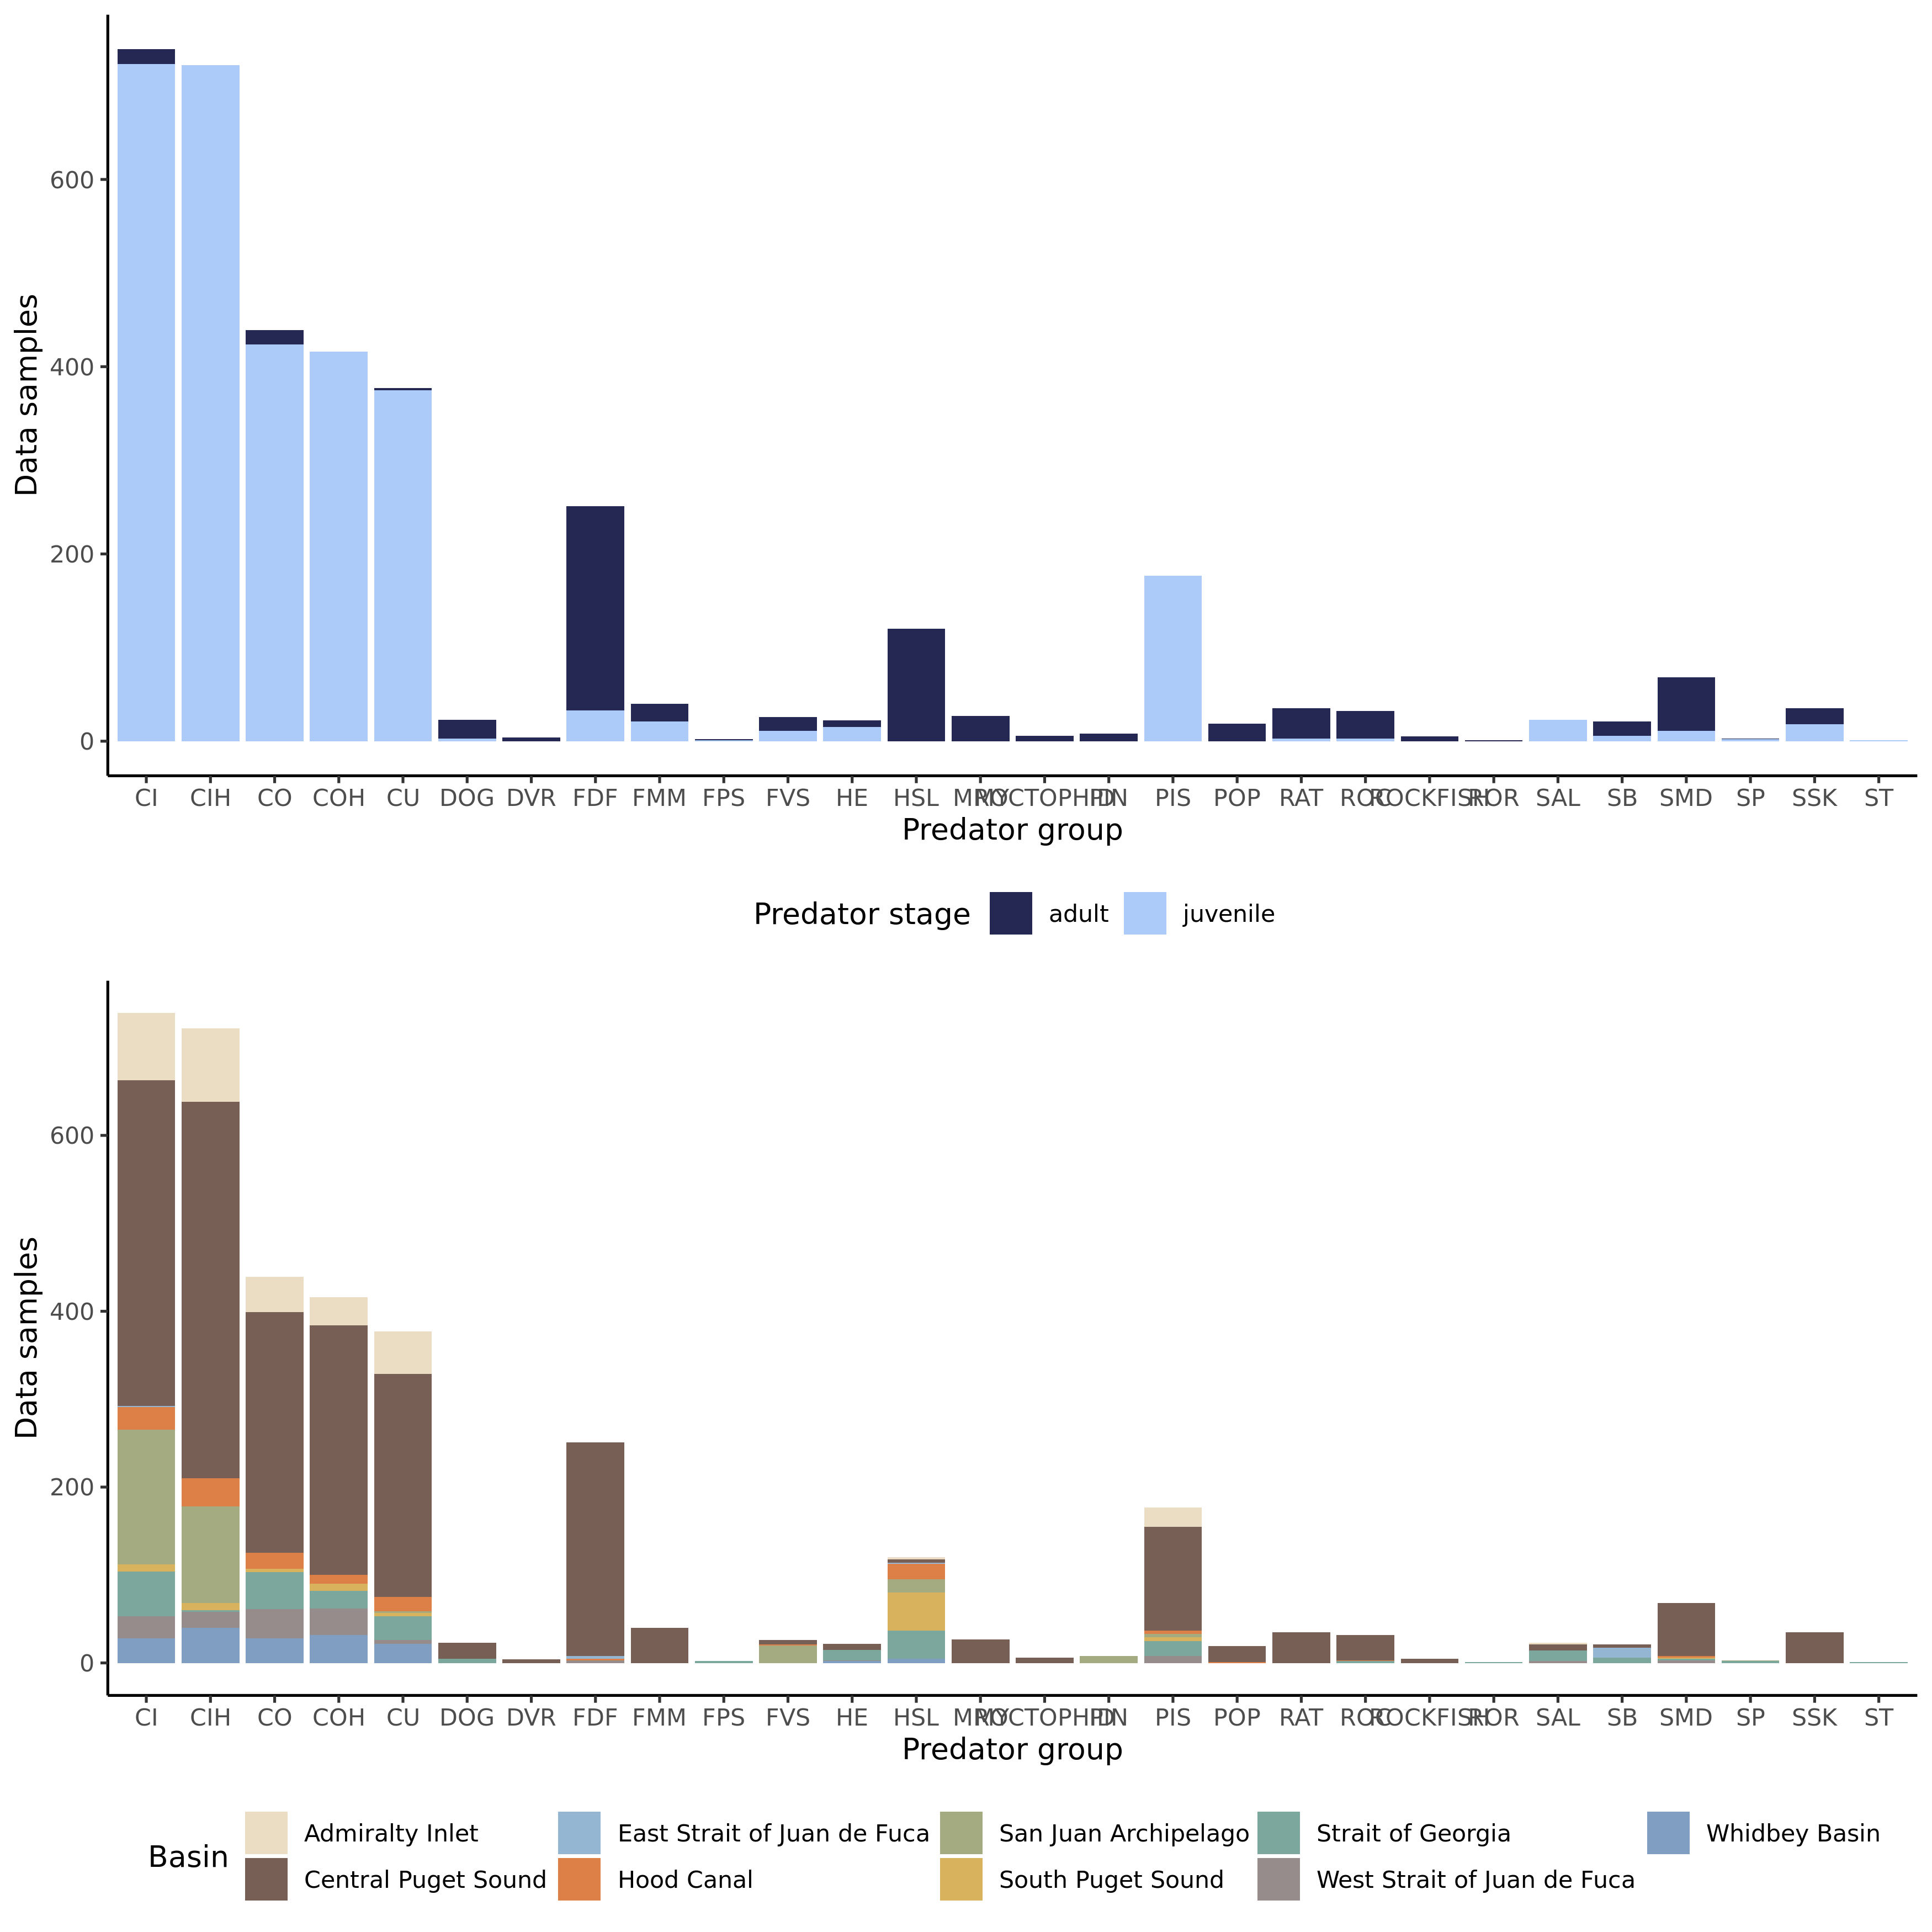 Data samples
600
400
200
0
CI CIH CO COH CU DOG DVR FDF FMM FPS FVS HE HSL PIS POP RAT SAL SB SMD SP SSK ST
Predator group
Predator stage adult juvenile
Data samples
600
400
200
0
CI CIH CO COH CU DOG DVR FDF FMM FPS FVS HE HSL PIS POP RAT SAL SB SMD SP SSK ST
Predator group
Basin
Admiralty Inlet East Strait of Juan de Fuca San Juan Archipelago Strait of Georgia Whidbey Basin
Central Puget Sound Hood Canal South Puget Sound West Strait of Juan de Fuca